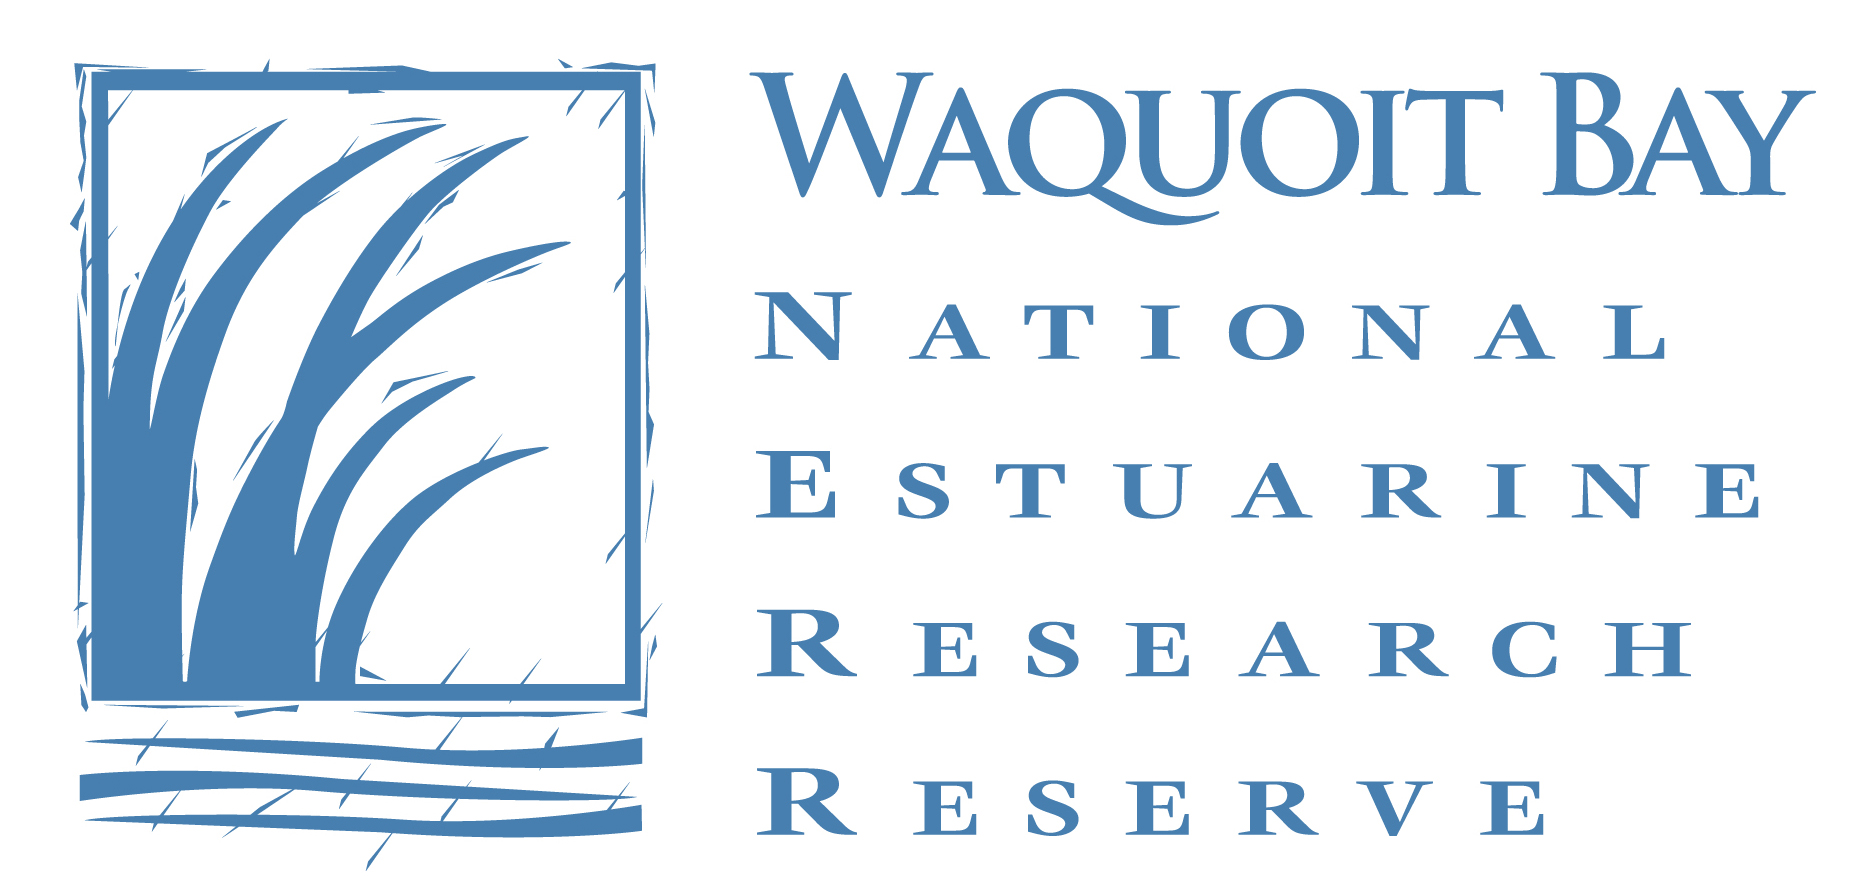 WAQUOIT BAY
NATIONAL
ESTUARINE
RESEARCH
RESERVE